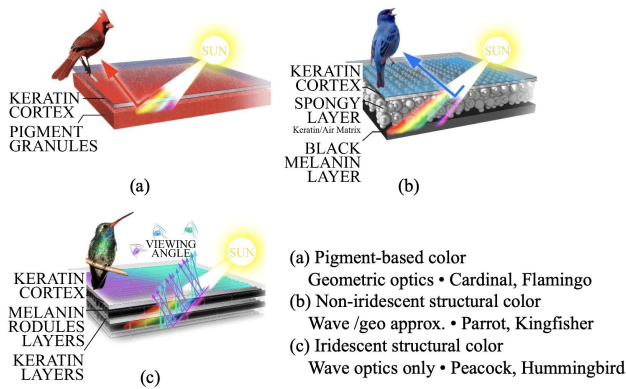 SUN
KERATIN
CORTEX
PIGMENT
GRANULES
(a)
SUN
KERATIN
CORTEX
SPONGY
LAYER
Keratin/Air Matrix
BLACK
MELANIN
LAYER
(b)
VIEWING
ANGLE
SUN
KERATIN
CORTEX
MELANIN
RODULES
LAYERS
KERATIN
LAYERS
(c)
(a) Pigment-based color
Geometric optics • Cardinal, Flamingo
(b) Non-iridescent structural color
Wave /geo approx. • Parrot, Kingfisher
(c) Iridescent structural color
Wave optics only • Peacock, Hummingbird